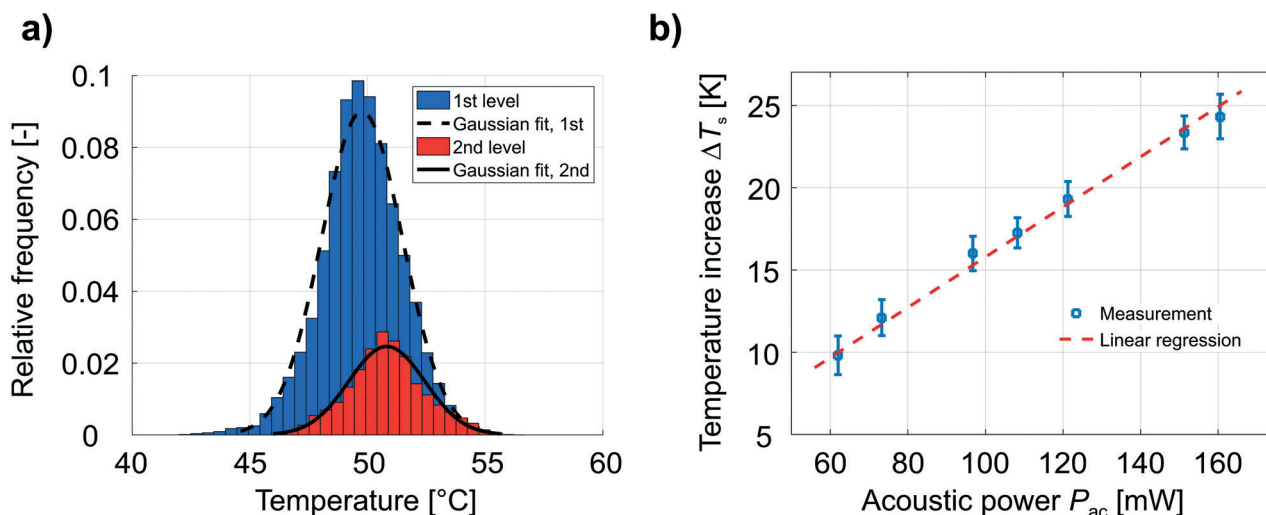 a)
Relative frequency [-]
0.1
0.08
0.06
0.04
0.02
0
1st level
Gaussian fit, 1st
2nd level
Gaussian fit, 2nd
40
45
50
55
60
Temperature [°C]
b)
Temperature increase ΔTs [K]
25
20
15
10
5
Measurement
Linear regression
60
80
100
120
140
160
Acoustic power Pac [mW]